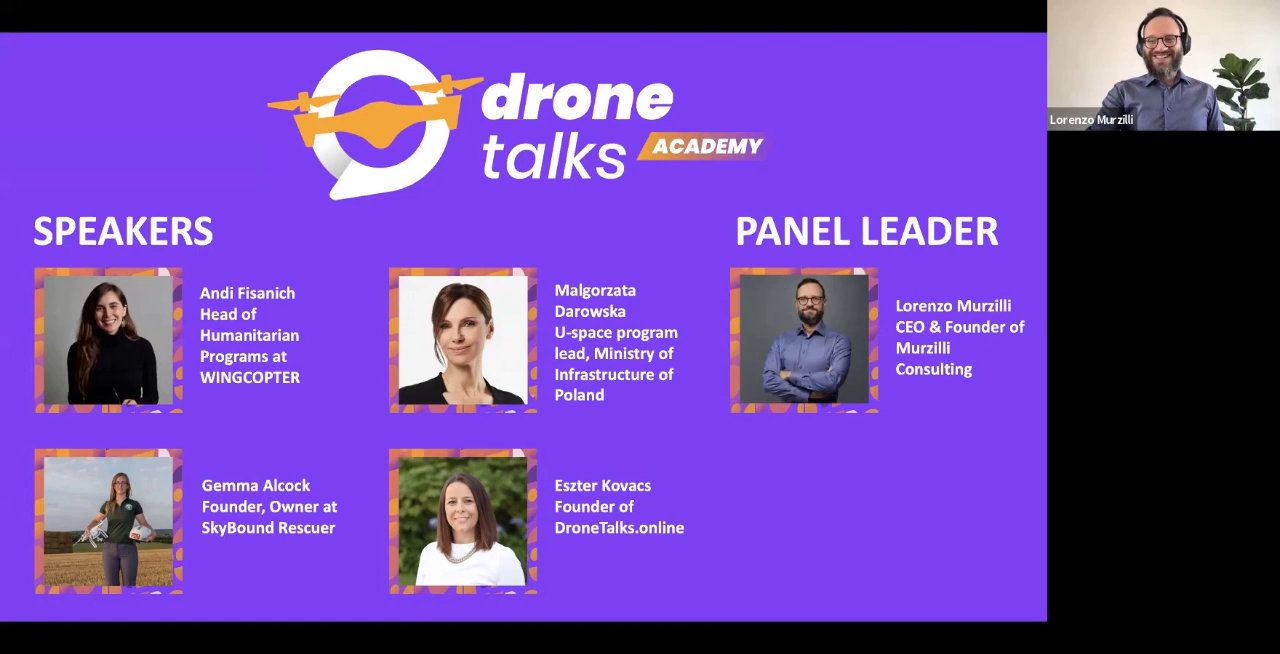 drone
talks ACADEMY
Lorenzo Murzilli
SPEAKERS
PANEL LEADER
Andi Fisanich
Head of
Humanitarian
Programs at
WINGCOPTER
Malgorzata
Darowska
U-space program
lead, Ministry of
Infrastructure of
Poland
Lorenzo Murzilli
CEO & Founder of
Murzilli
Consulting
Gemma Alcock
Founder, Owner at
SkyBound Rescuer
Eszter Kovacs
Founder of
DroneTalks.online